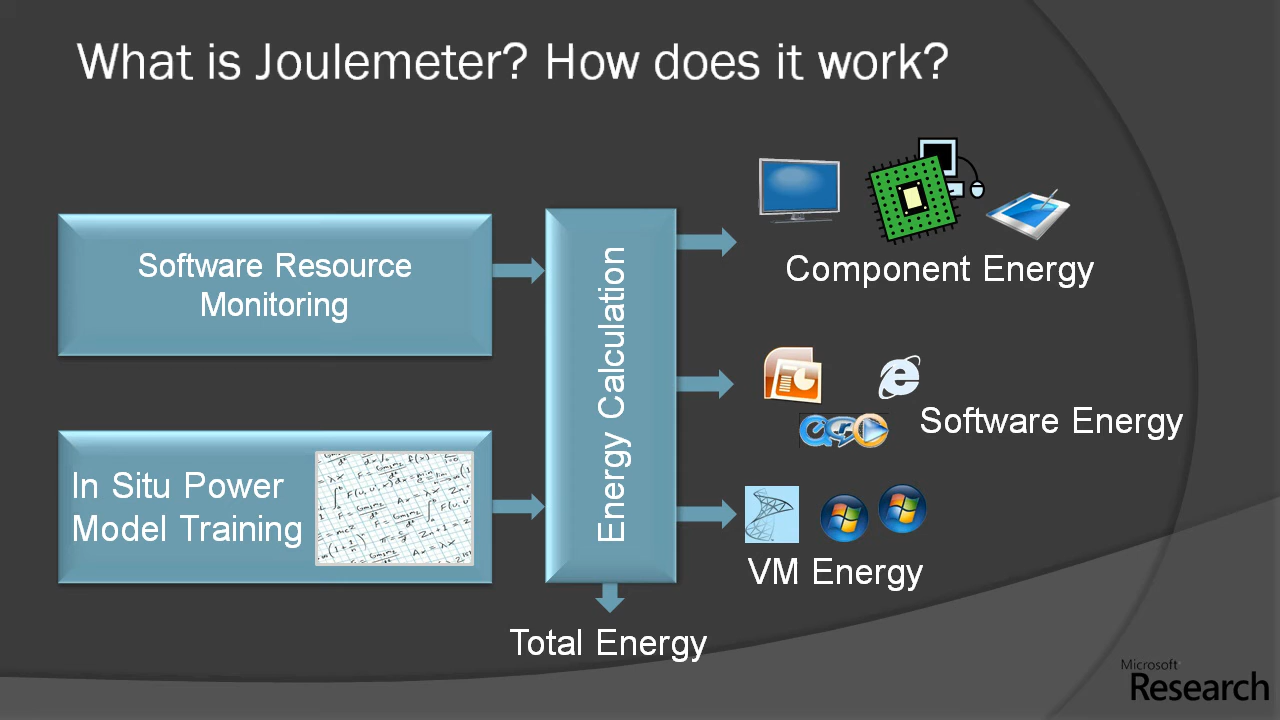 What is Joulemeter? How does it work?
Software Resource
Monitoring
In Situ Power
Model Training
Energy Calculation
Component Energy
Software Energy
VM Energy
Total Energy
Microsoft
Research